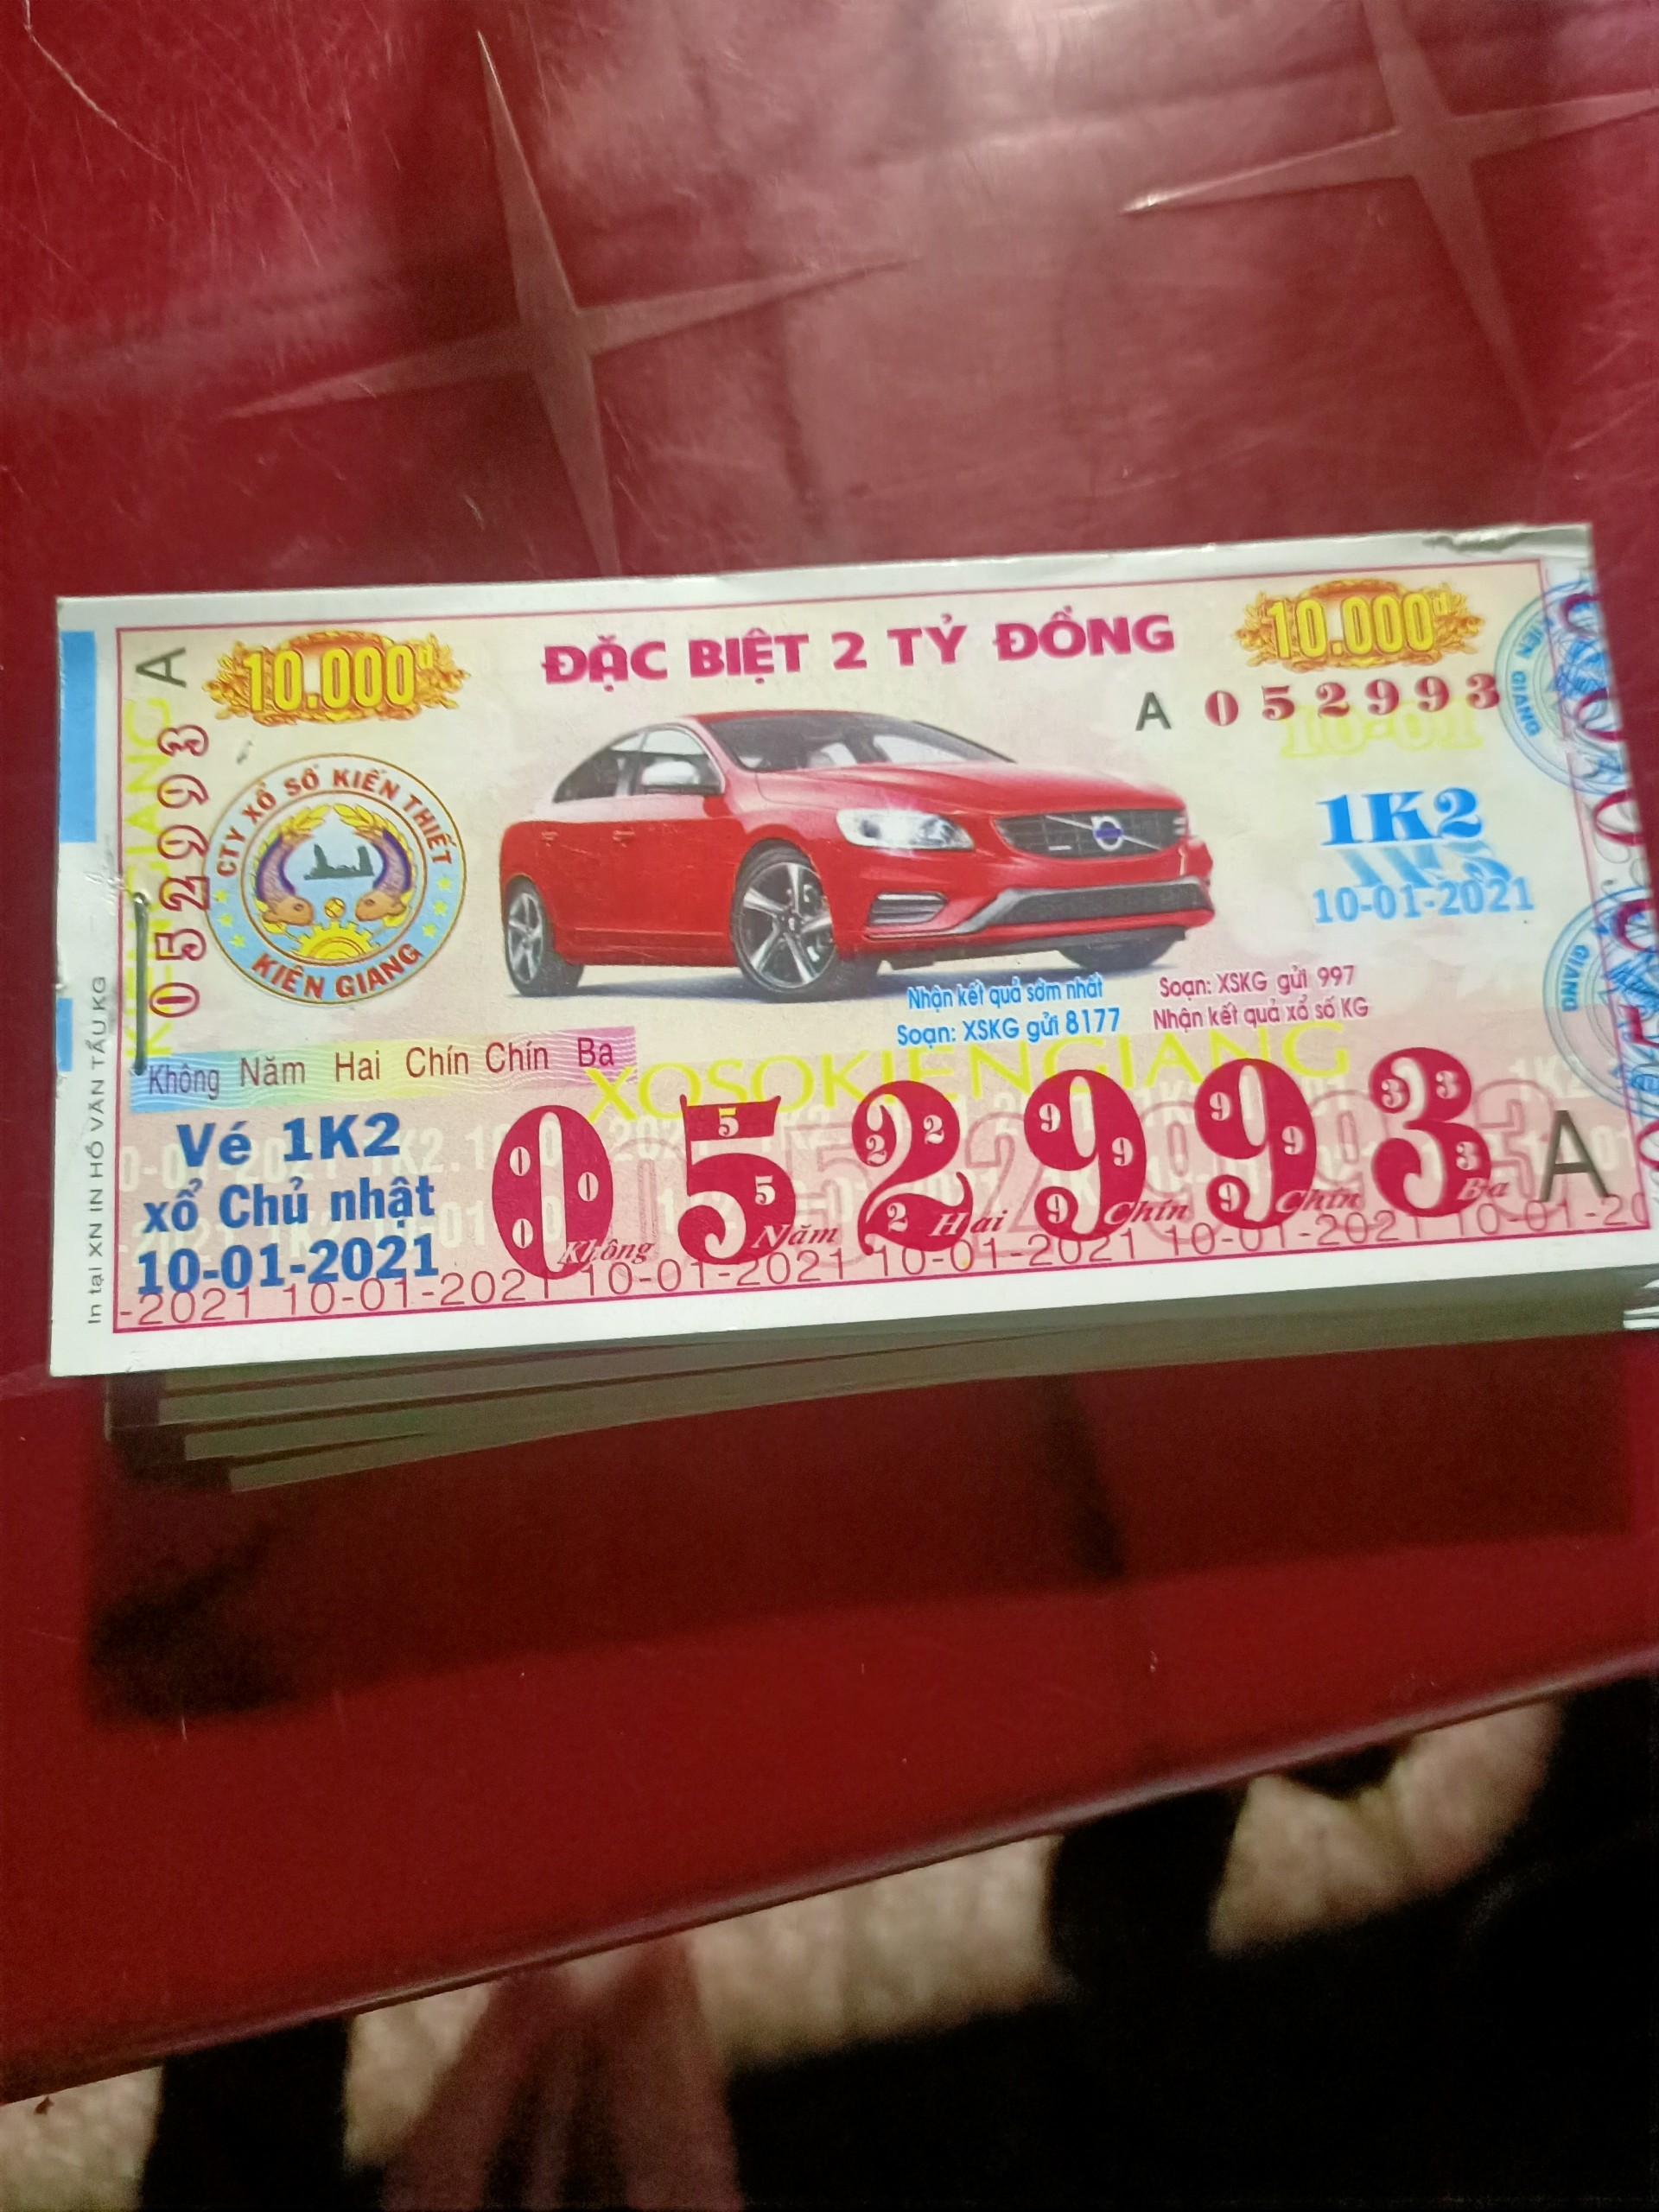 A
10.000đ
ĐẶC BIỆT 2 TỶ ĐỒNG
10.000đ
A 052993
052993
KIÊN GIANG
10-01
CTY XỔ SỐ KIẾN THIẾT
KIÊN GIANG
1K2
10-01-2021
Nhận kết quả sớm nhất
Soạn: XSKG gửi 8177
Soạn: XSKG gửi 997
Nhận kết quả xổ số KG
Không Năm Hai Chín Chín Ba
XOSOKIENGIANG
Vé 1K2
xổ Chủ nhật
10-01-2021
052993 A
Không Năm Hai Chín Chín Ba
-2021 10-01-2021 10-01-2021 10-01-2021 10-01-2021 10-01-20
In tại XN IN HỒ VĂN TẨU KG
GIANG
GIANG